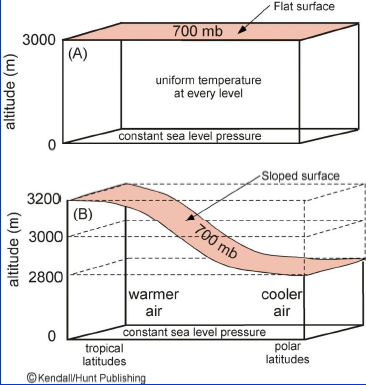 Flat surface
700 mb
3000
(A)
uniform temperature
at every level
altitude (m)
0
constant sea level pressure
Sloped surface
3200
(B)
3000
700 mb
altitude (m)
2800
warmer
air
cooler
air
0
constant sea level pressure
tropical
latitudes
polar
latitudes
©Kendall/Hunt Publishing